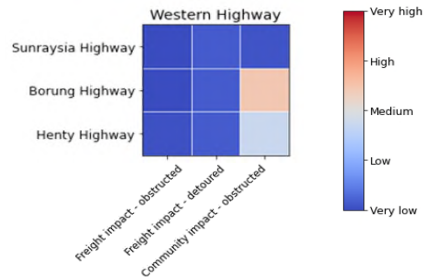 Western Highway
Sunraysia Highway
Borung Highway
Henty Highway
Freight impact - obstructed
Freight impact - detoured
Community impact - obstructed
Very high
High
Medium
Low
Very low